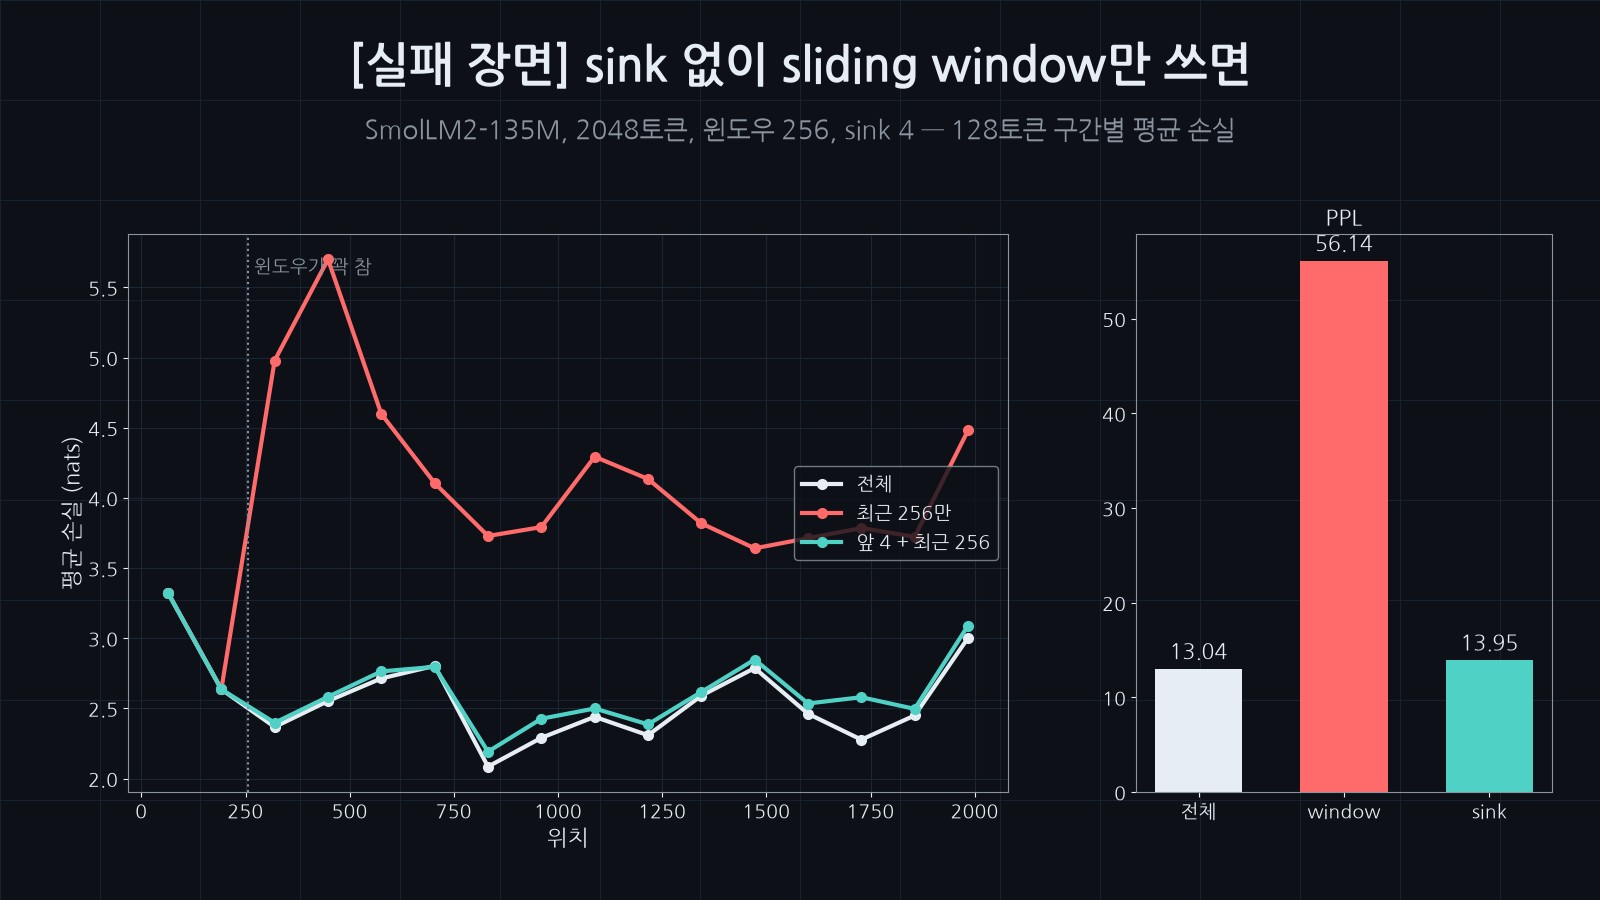 [실패 장면] sink 없이 sliding window만 쓰면
SmolLM2-135M, 2048토큰, 윈도우 256, sink 4 — 128토큰 구간별 평균 손실
윈도우가 꽉 참
평균 손실 (nats)
5.5
5.0
4.5
4.0
3.5
3.0
2.5
2.0
0
250
500
750
1000
1250
1500
1750
2000
위치
전체
최근 256만
앞 4 + 최근 256
PPL
56.14
13.04
13.95
50
40
30
20
10
0
전체
window
sink